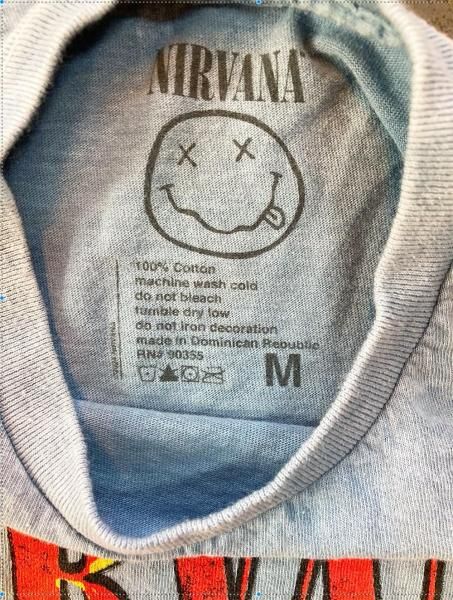 NIRVANA
100% Cotton
machine wash cold
do not bleach
tumble dry low
do not iron decoration
made in Dominican Republic
RN# 90355
M